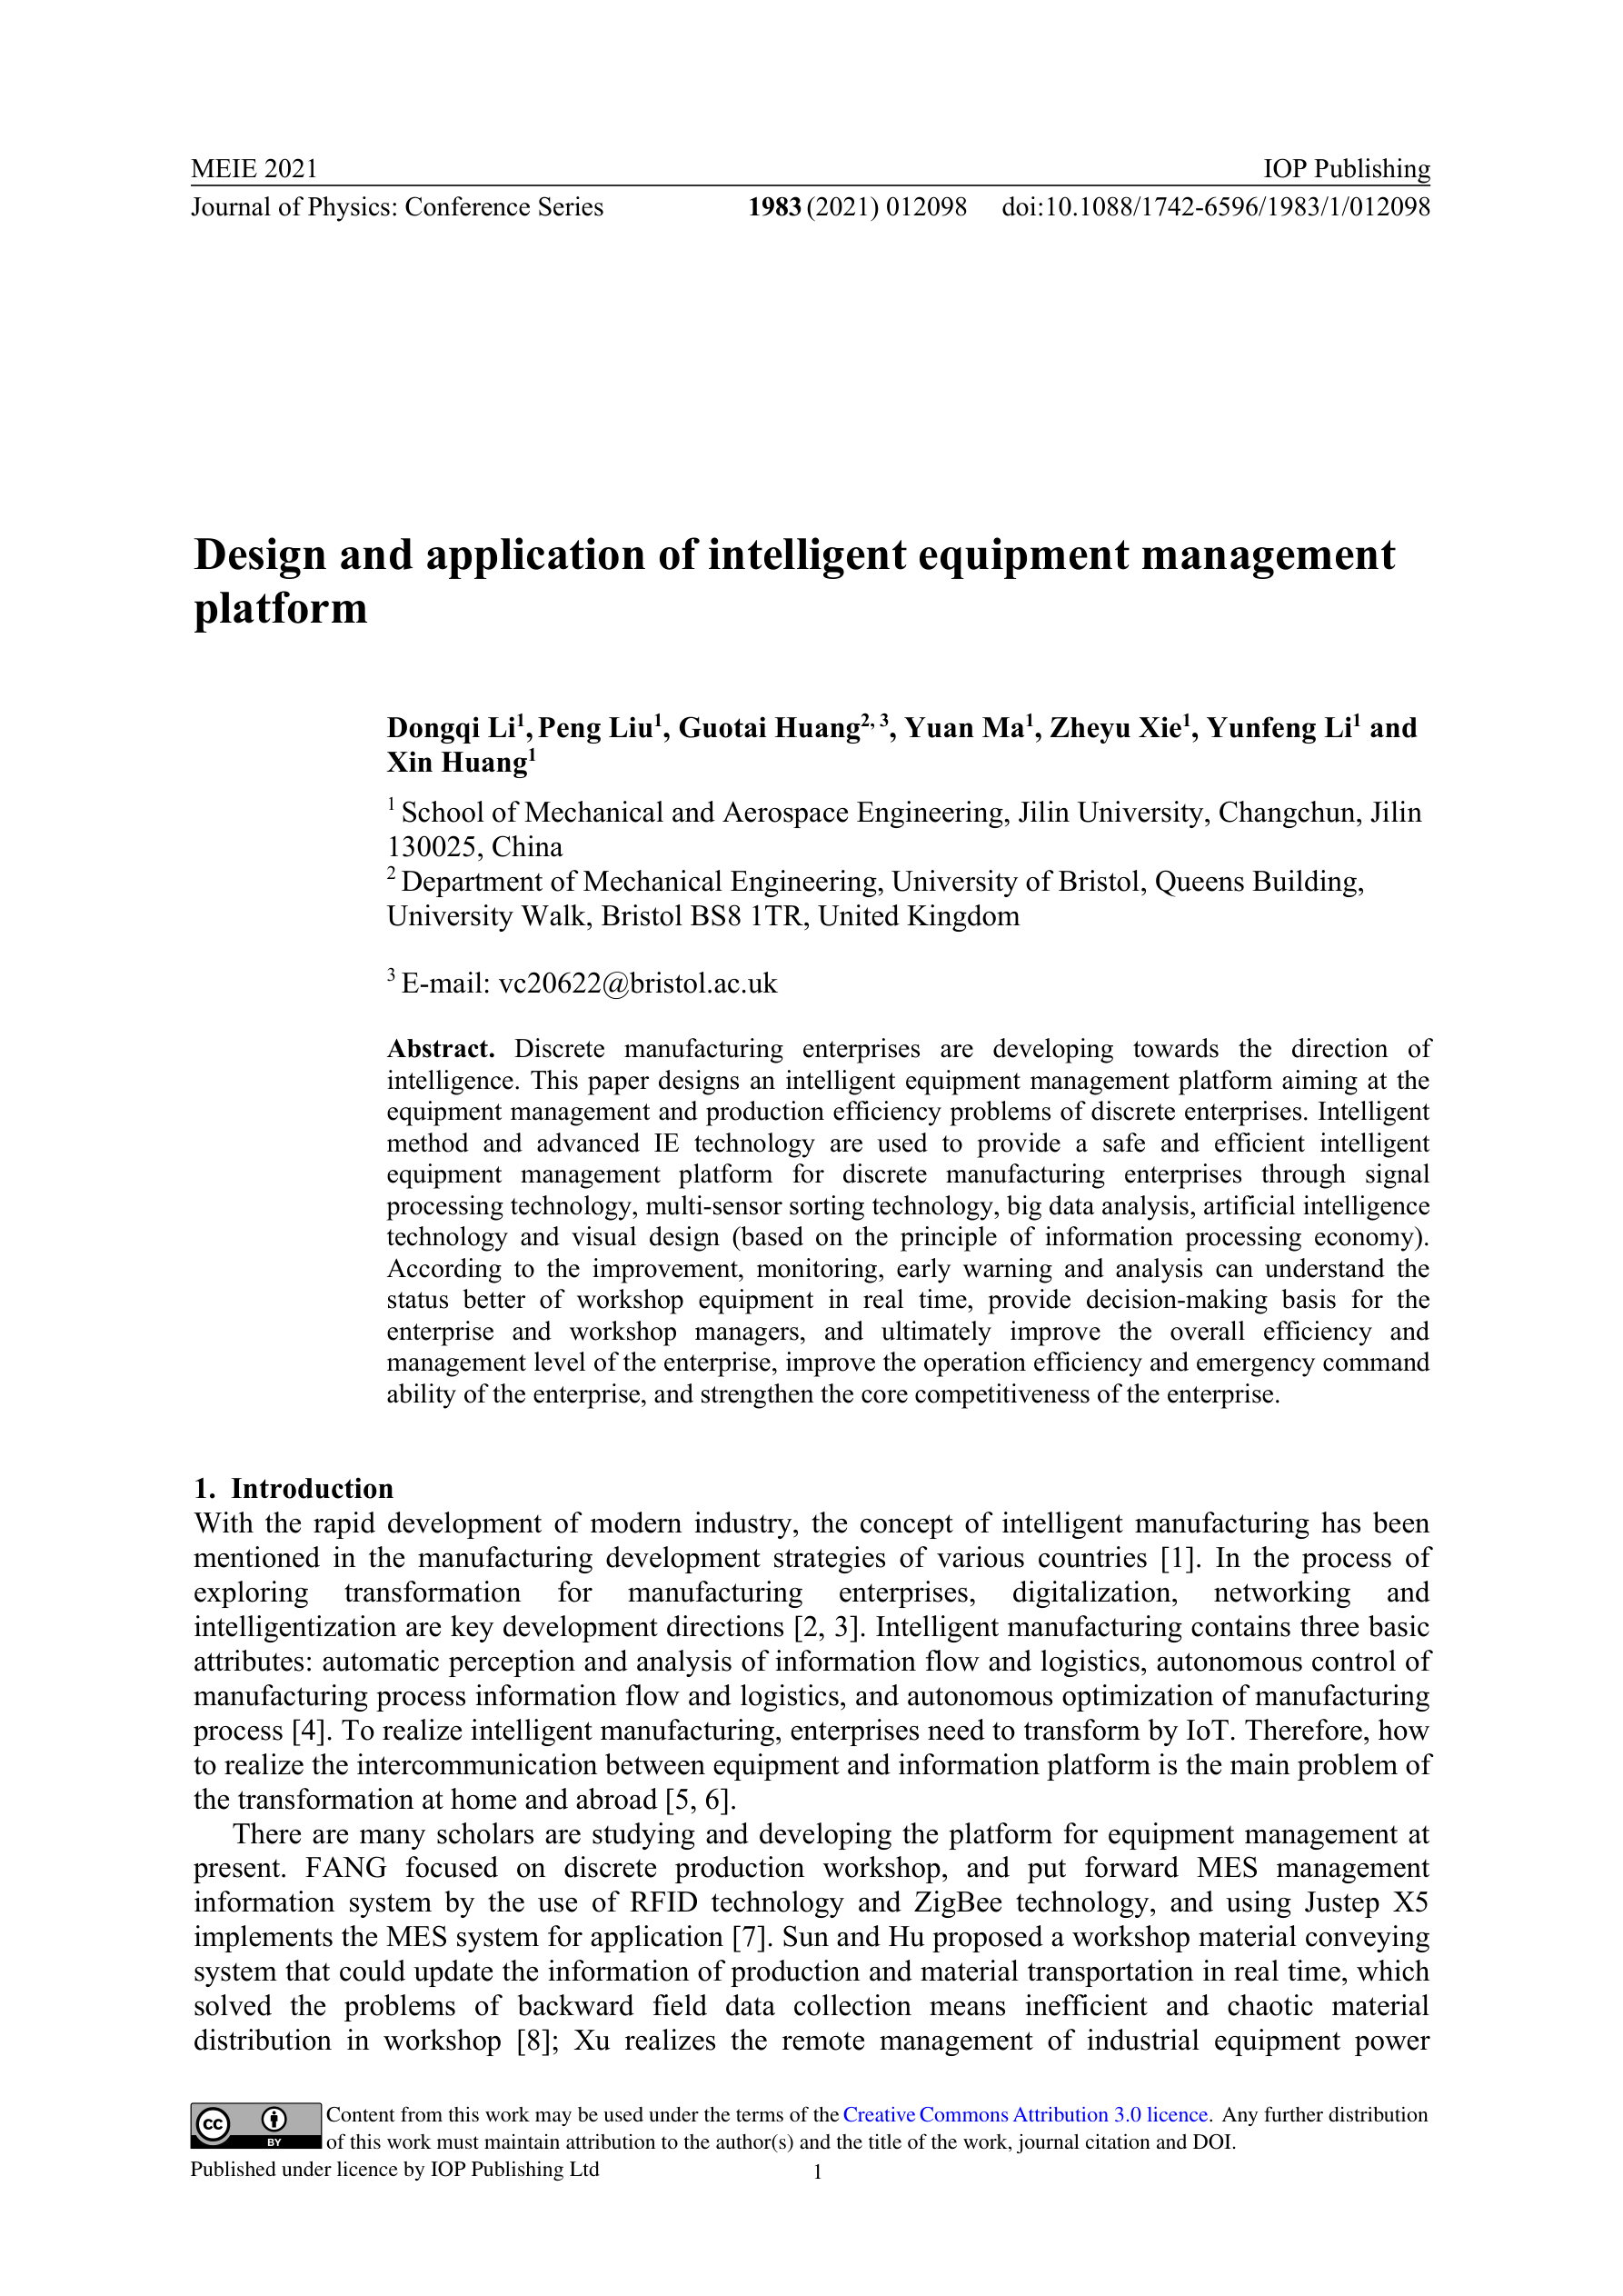 MEIE 2021 IOP Publishing
Journal of Physics: Conference Series 1983 (2021) 012098 doi:10.1088/1742-6596/1983/1/012098
Design and application of intelligent equipment management
platform
Dongqi Li1, Peng Liu1, Guotai Huang2, 3, Yuan Ma1, Zheyu Xie1, Yunfeng Li1 and
Xin Huang1
1 School of Mechanical and Aerospace Engineering, Jilin University, Changchun, Jilin
130025, China
2 Department of Mechanical Engineering, University of Bristol, Queens Building,
University Walk, Bristol BS8 1TR, United Kingdom
3 E-mail: vc20622@bristol.ac.uk
Abstract. Discrete manufacturing enterprises are developing towards the direction of
intelligence. This paper designs an intelligent equipment management platform aiming at the
equipment management and production efficiency problems of discrete enterprises. Intelligent
method and advanced IE technology are used to provide a safe and efficient intelligent
equipment management platform for discrete manufacturing enterprises through signal
processing technology, multi-sensor sorting technology, big data analysis, artificial intelligence
technology and visual design (based on the principle of information processing economy).
According to the improvement, monitoring, early warning and analysis can understand the
status better of workshop equipment in real time, provide decision-making basis for the
enterprise and workshop managers, and ultimately improve the overall efficiency and
management level of the enterprise, improve the operation efficiency and emergency command
ability of the enterprise, and strengthen the core competitiveness of the enterprise.
1. Introduction
With the rapid development of modern industry, the concept of intelligent manufacturing has been
mentioned in the manufacturing development strategies of various countries [1]. In the process of
exploring transformation for manufacturing enterprises, digitalization, networking and
intelligentization are key development directions [2, 3]. Intelligent manufacturing contains three basic
attributes: automatic perception and analysis of information flow and logistics, autonomous control of
manufacturing process information flow and logistics, and autonomous optimization of manufacturing
process [4]. To realize intelligent manufacturing, enterprises need to transform by IoT. Therefore, how
to realize the intercommunication between equipment and information platform is the main problem of
the transformation at home and abroad [5, 6].
There are many scholars are studying and developing the platform for equipment management at
present. FANG focused on discrete production workshop, and put forward MES management
information system by the use of RFID technology and ZigBee technology, and using Justep X5
implements the MES system for application [7]. Sun and Hu proposed a workshop material conveying
system that could update the information of production and material transportation in real time, which
solved the problems of backward field data collection means inefficient and chaotic material
distribution in workshop [8]; Xu realizes the remote management of industrial equipment power
cc BY Content from this work may be used under the terms of the Creative Commons Attribution 3.0 licence. Any further distribution
of this work must maintain attribution to the author(s) and the title of the work, journal citation and DOI.
Published under licence by IOP Publishing Ltd 1